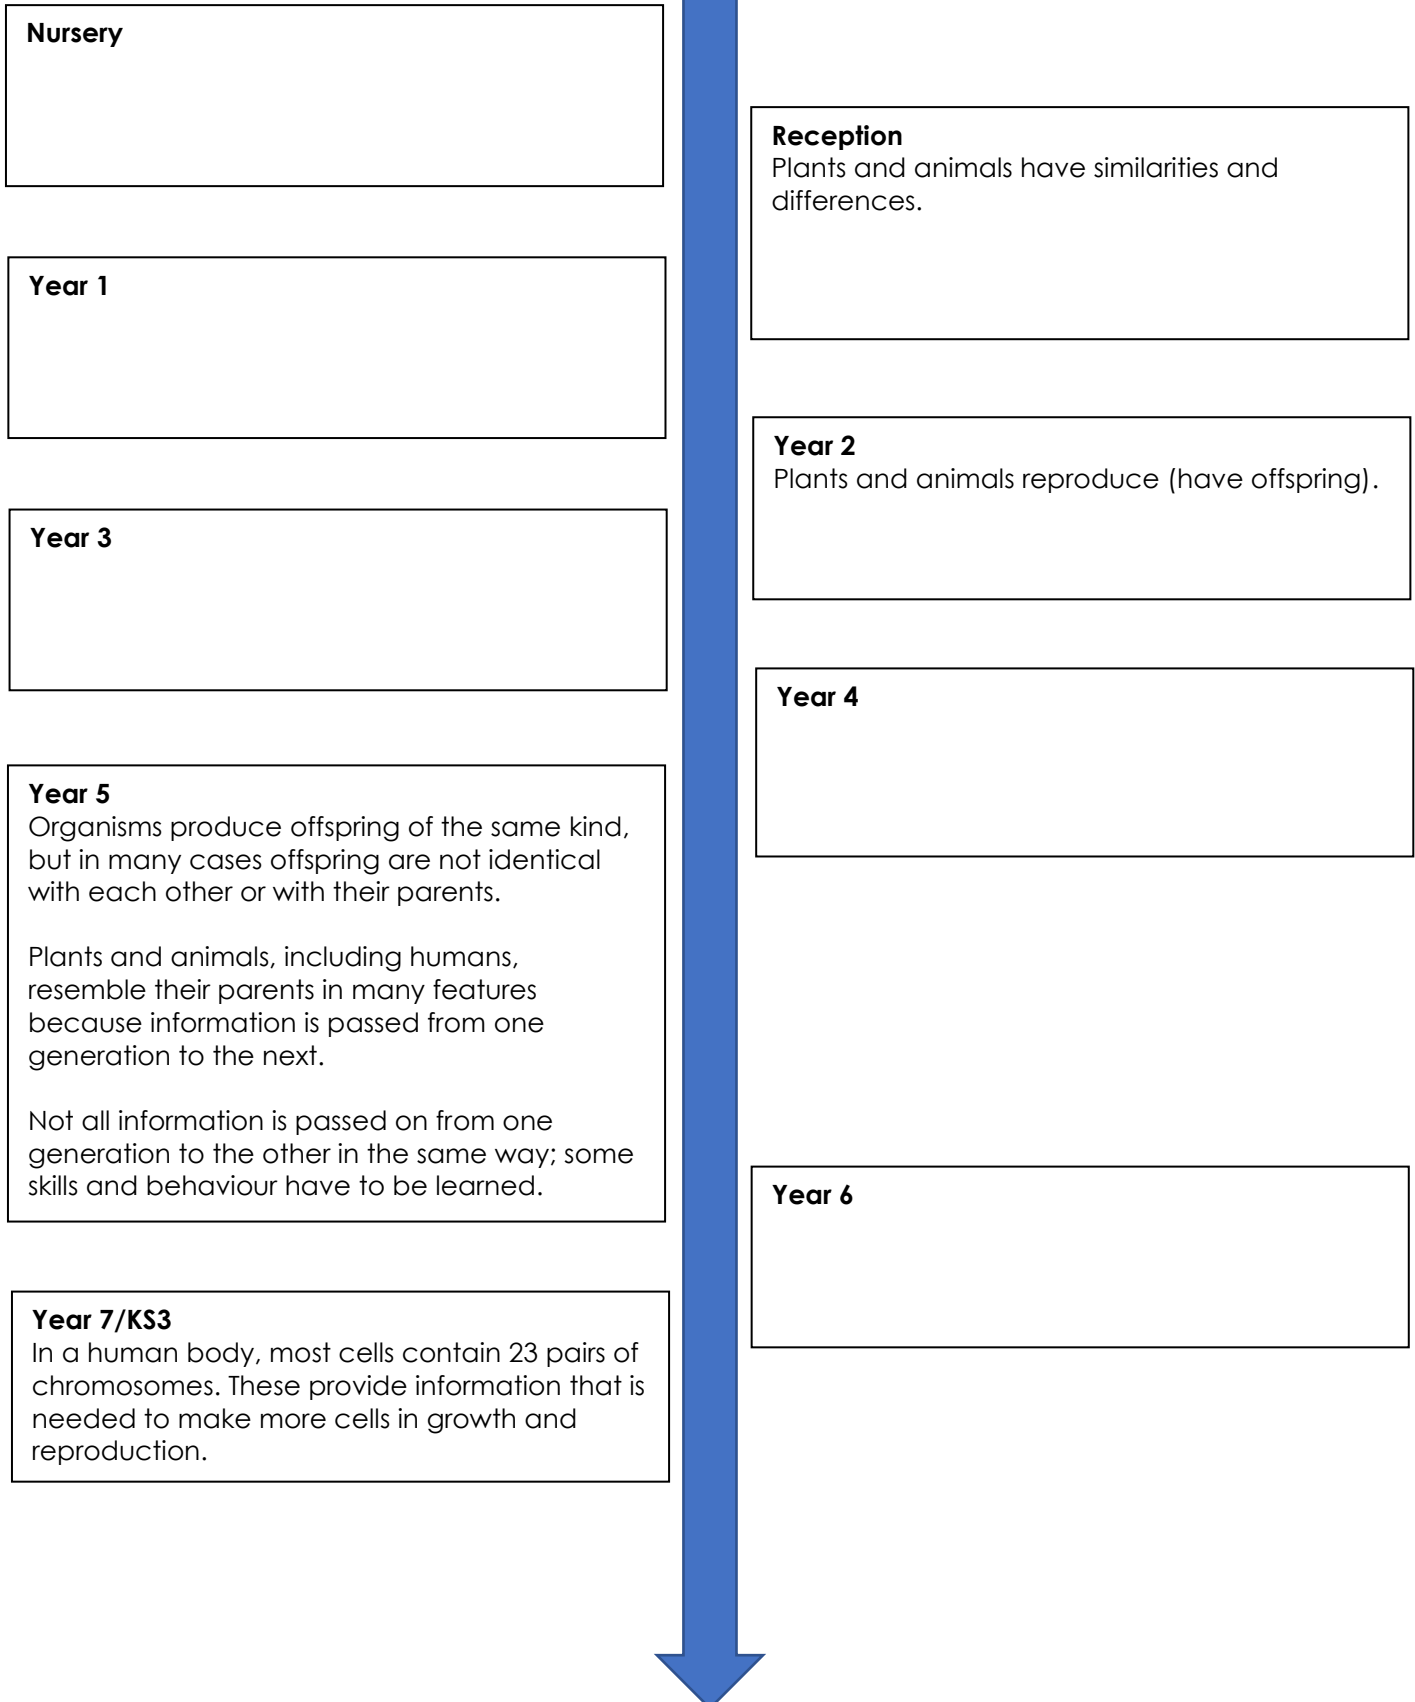 Nursery
Reception
Plants and animals have similarities and
differences.
Year 1
Year 2
Plants and animals reproduce (have offspring).
Year 3
Year 4
Year 5
Organisms produce offspring of the same kind,
but in many cases offspring are not identical
with each other or with their parents.
Plants and animals, including humans,
resemble their parents in many features
because information is passed from one
generation to the next.
Not all information is passed on from one
generation to the other in the same way; some
skills and behaviour have to be learned.
Year 6
Year 7/KS3
In a human body, most cells contain 23 pairs of
chromosomes. These provide information that is
needed to make more cells in growth and
reproduction.